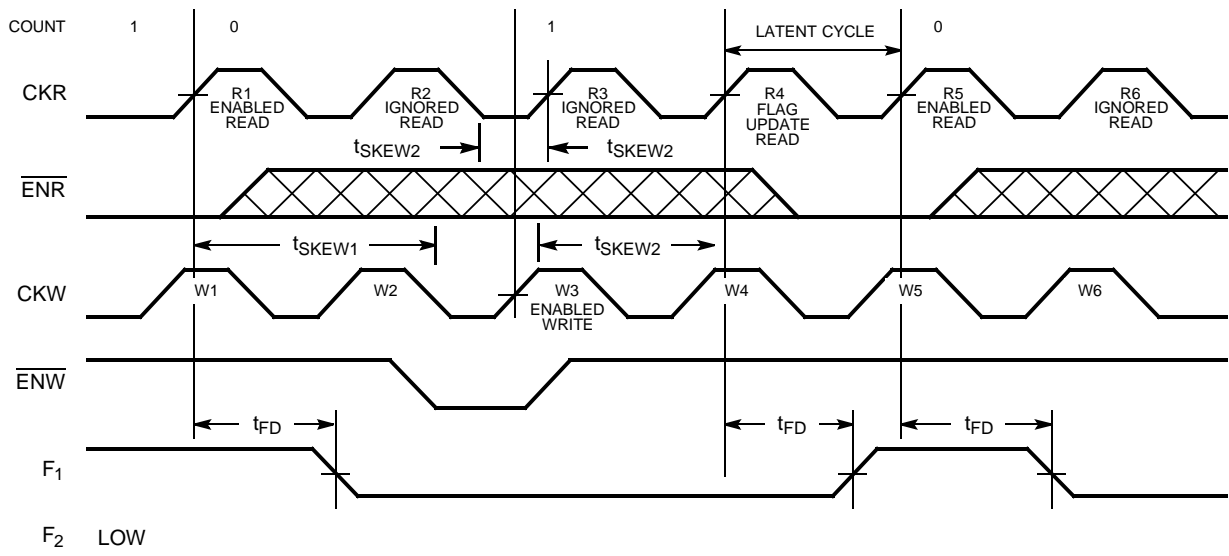 COUNT 1 0 1 LATENT CYCLE 0
CKR
R1 ENABLED READ
R2 IGNORED READ
R3 IGNORED READ
R4 FLAG UPDATE READ
R5 ENABLED READ
R6 IGNORED READ
tSKEW2 tSKEW2
ENR
tSKEW1 tSKEW2
CKW
W1
W2
W3 ENABLED WRITE
W4
W5
W6
ENW
tFD tFD tFD
F1
F2 LOW